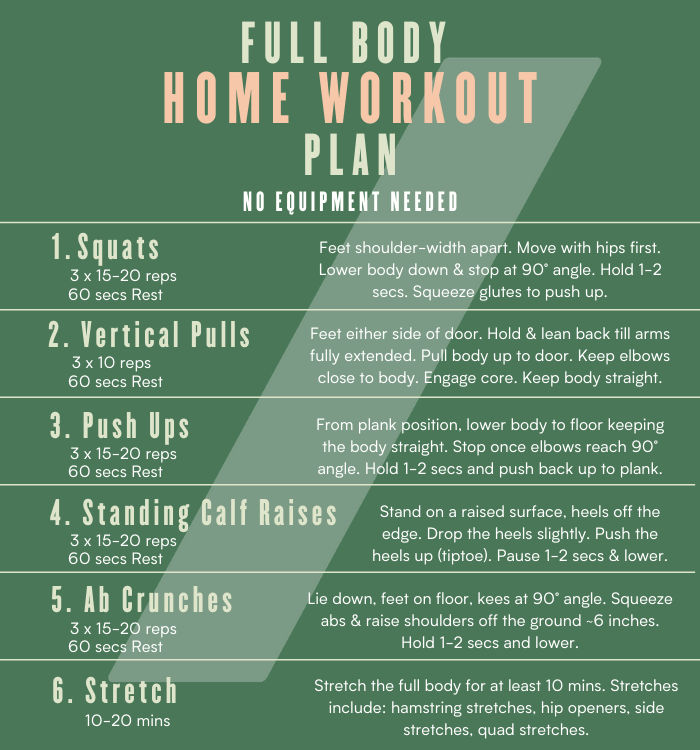 FULL BODY
HOME WORKOUT
PLAN
NO EQUIPMENT NEEDED
1. Squats
3 x 15-20 reps
60 secs Rest
Feet shoulder-width apart. Move with hips first.
Lower body down & stop at 90° angle. Hold 1-2
secs. Squeeze glutes to push up.
2. Vertical Pulls
3 x 10 reps
60 secs Rest
Feet either side of door. Hold & lean back till arms
fully extended. Pull body up to door. Keep elbows
close to body. Engage core. Keep body straight.
3. Push Ups
3 x 15-20 reps
60 secs Rest
From plank position, lower body to floor keeping
the body straight. Stop once elbows reach 90°
angle. Hold 1-2 secs and push back up to plank.
4. Standing Calf Raises
3 x 15-20 reps
60 secs Rest
Stand on a raised surface, heels off the
edge. Drop the heels slightly. Push the
heels up (tiptoe). Pause 1-2 secs & lower.
5. Ab Crunches
3 x 15-20 reps
60 secs Rest
Lie down, feet on floor, kees at 90° angle. Squeeze
abs & raise shoulders off the ground ~6 inches.
Hold 1-2 secs and lower.
6. Stretch
10-20 mins
Stretch the full body for at least 10 mins. Stretches
include: hamstring stretches, hip openers, side
stretches, quad stretches.